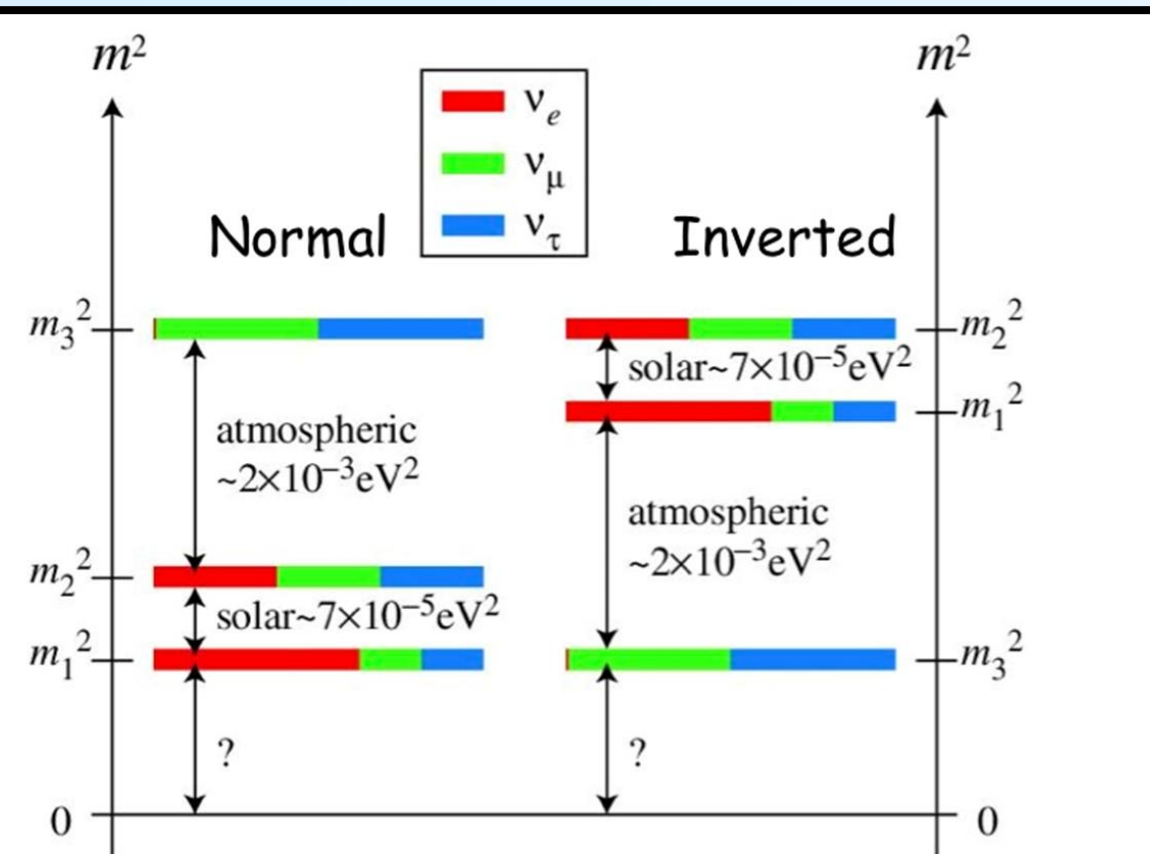 m²
m²
νe
νμ
ντ
Normal
Inverted
m₃²
m₂²
solar~7×10⁻⁵eV²
m₁²
atmospheric
~2×10⁻³eV²
atmospheric
~2×10⁻³eV²
m₂²
solar~7×10⁻⁵eV²
m₁²
m₃²
?
?
0
0